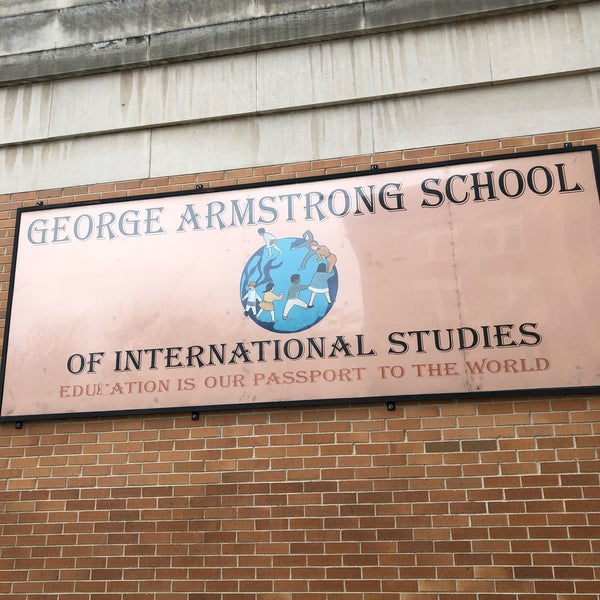 GEORGE ARMSTRONG SCHOOL
OF INTERNATIONAL STUDIES
EDUCATION IS OUR PASSPORT TO THE WORLD